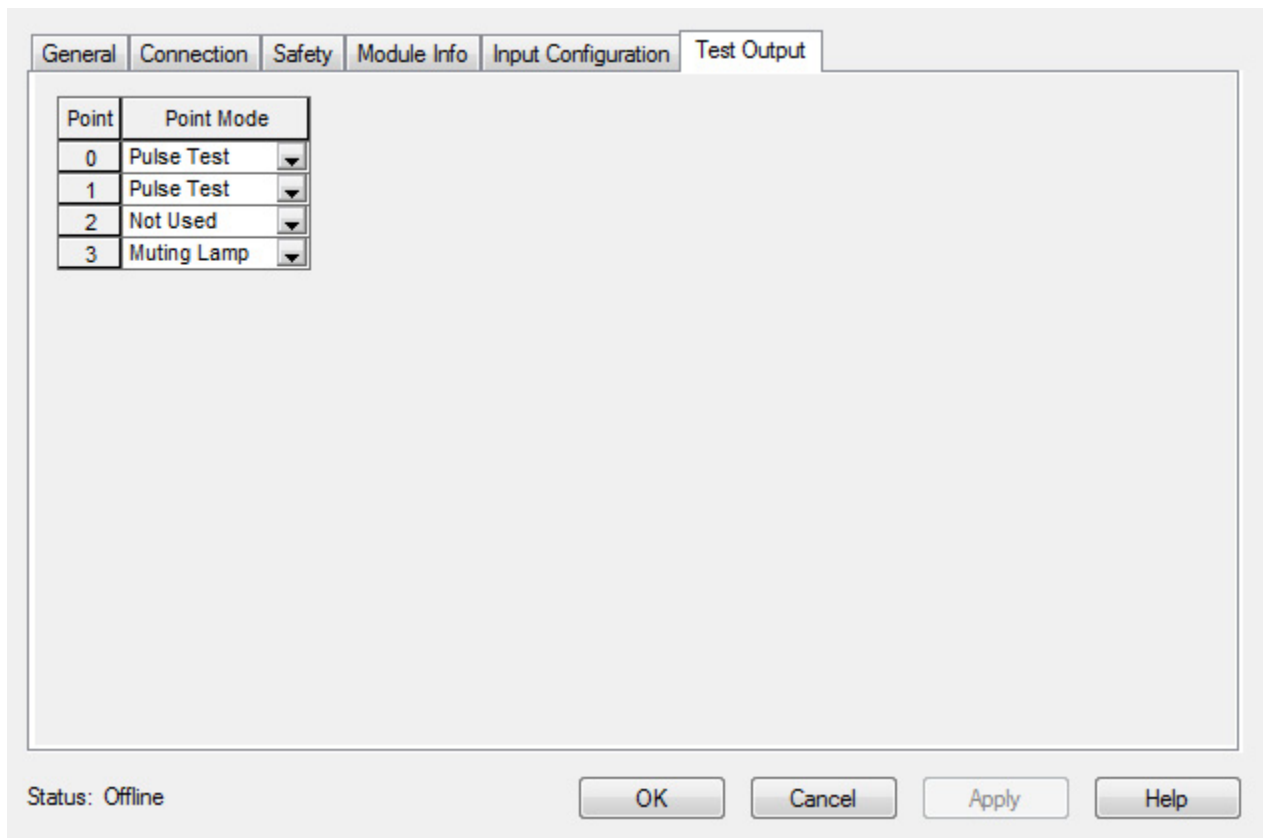 General Connection Safety Module Info Input Configuration Test Output
Point Point Mode
0 Pulse Test
1 Pulse Test
2 Not Used
3 Muting Lamp
Status: Offline OK Cancel Apply Help